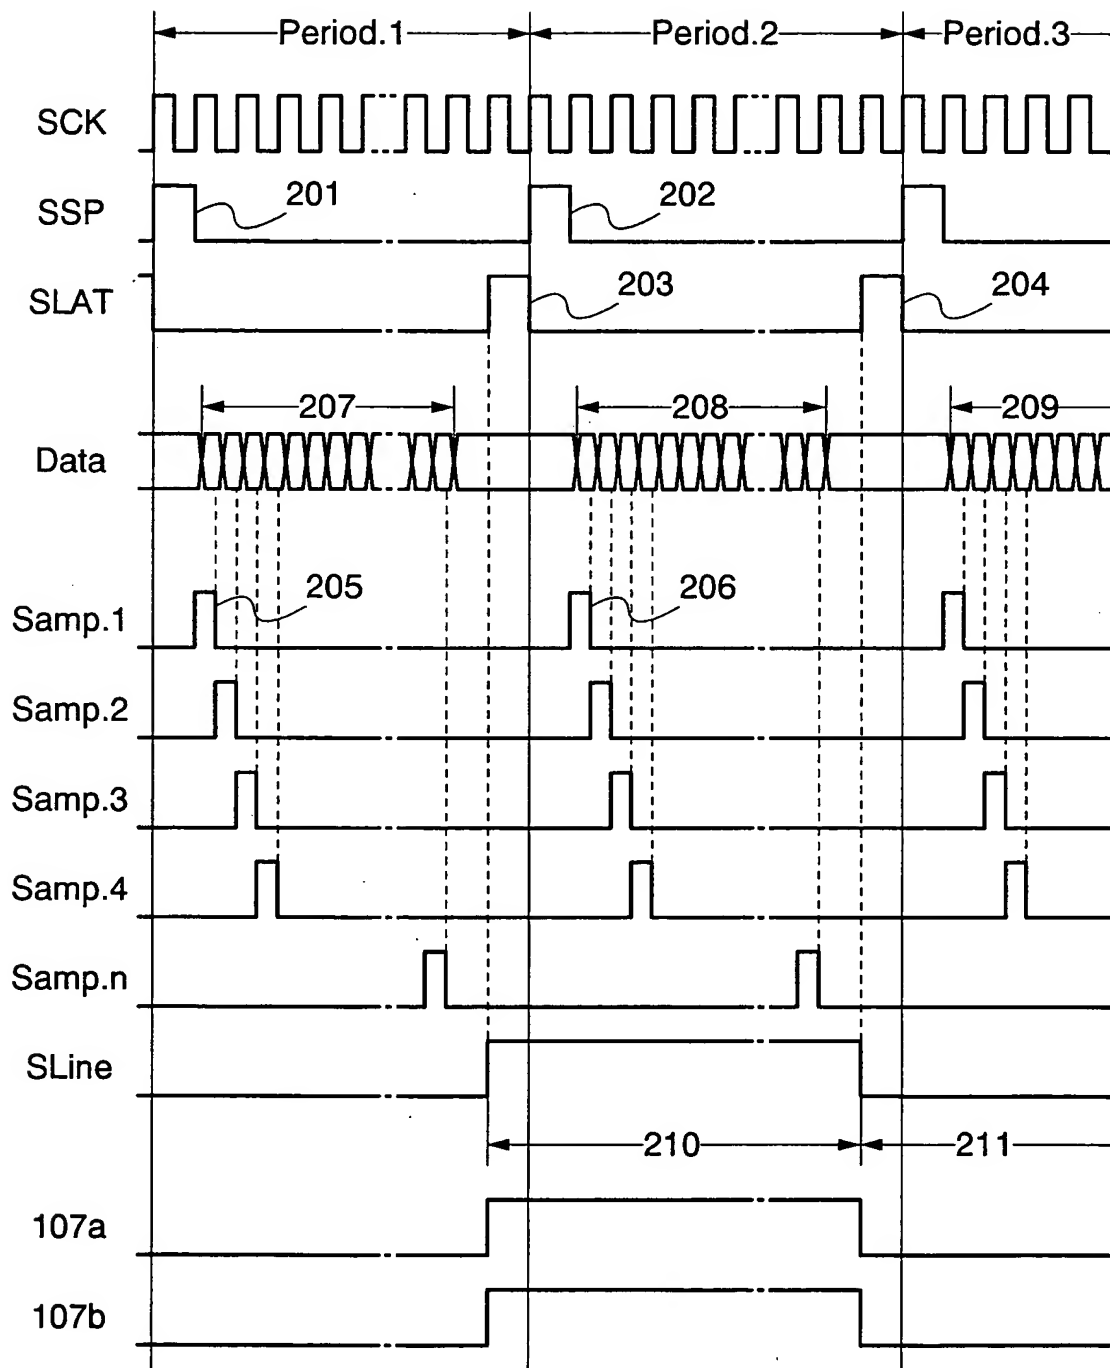 Period.1 Period.2 Period.3
SCK
SSP 201 202
SLAT 203 204
207 208 209
Data
Samp.1 205 206
Samp.2
Samp.3
Samp.4
Samp.n
SLine
210 211
107a
107b